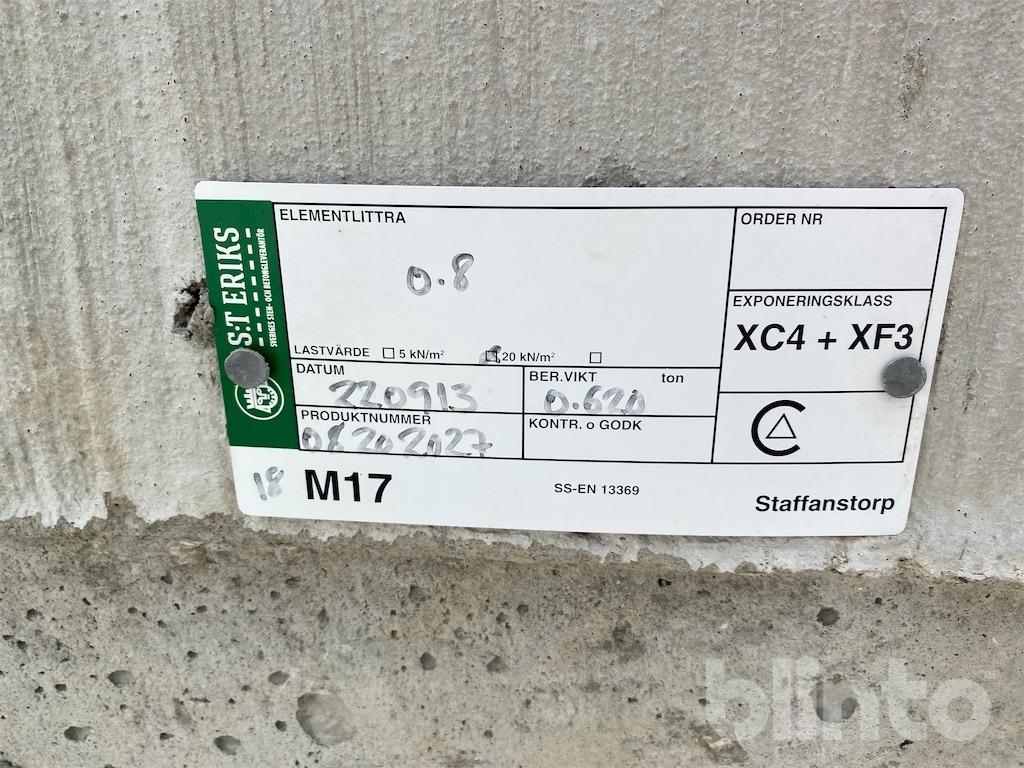 S:T ERIKS
SVERIGES STEN- OCH BETONGLEVERANTÖR
ELEMENTLITTRA
0.8
LASTVÄRDE 5 kN/m² 20 kN/m²
ORDER NR
EXPONERINGSKLASS
XC4 + XF3
DATUM
220913
BER.VIKT ton
0.620
PRODUKTNUMMER
08202027
KONTR. o GODK
18 M17
SS-EN 13369
Staffanstorp
blinto